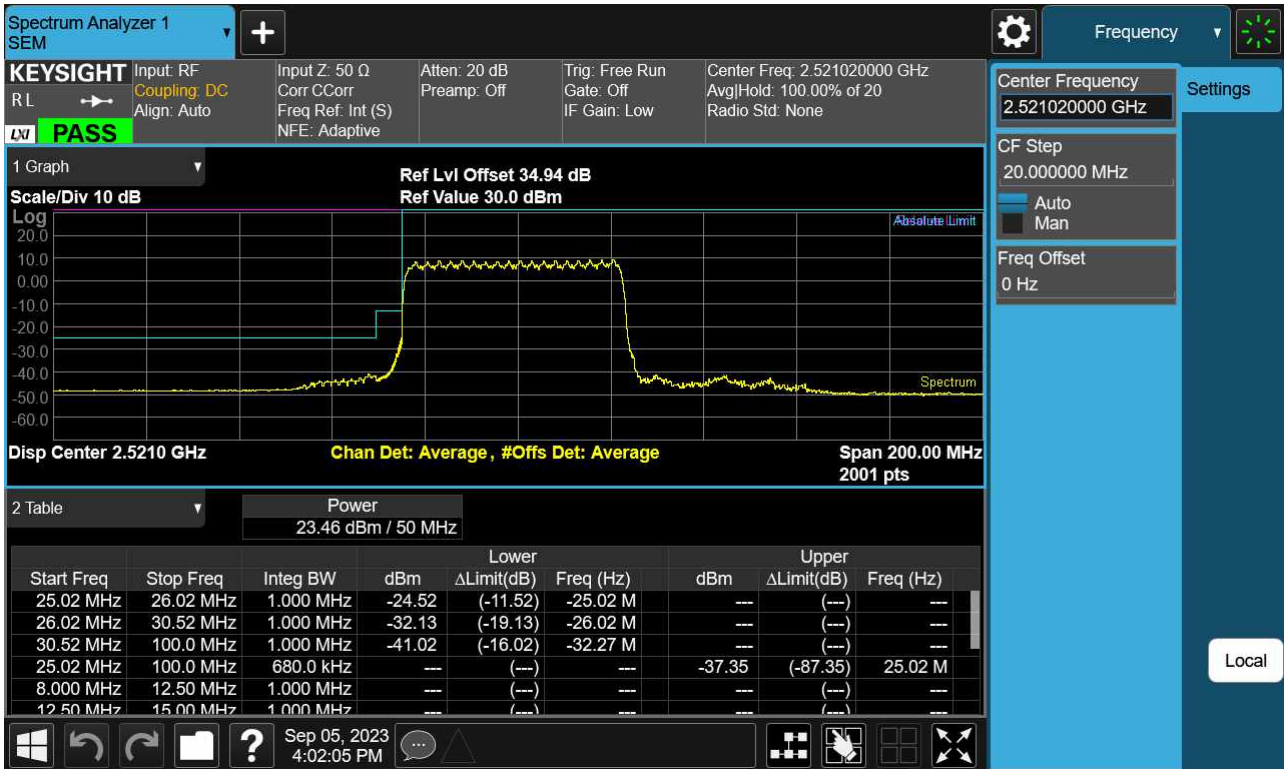 Spectrum Analyzer 1
SEM
Frequency
KEYSIGHT
R L
LXI
PASS
Input: RF
Coupling: DC
Align: Auto
Input Z: 50 Ω
Corr CCorr
Freq Ref: Int (S)
NFE: Adaptive
Atten: 20 dB
Preamp: Off
Trig: Free Run
Gate: Off
IF Gain: Low
Center Freq: 2.521020000 GHz
Avg|Hold: 100.00% of 20
Radio Std: None
Center Frequency
2.521020000 GHz
Settings
CF Step
20.000000 MHz
Auto
Man
Freq Offset
0 Hz
Local
1 Graph
Scale/Div 10 dB
Ref Lvl Offset 34.94 dB
Ref Value 30.0 dBm
Log
Absolute Limit
20.0
10.0
0.00
-10.0
-20.0
-30.0
-40.0
-50.0
-60.0
Spectrum
Disp Center 2.5210 GHz
Chan Det: Average , #Offs Det: Average
Span 200.00 MHz
2001 pts
2 Table
Power
23.46 dBm / 50 MHz
Lower Upper
Start Freq Stop Freq Integ BW dBm ΔLimit(dB) Freq (Hz) dBm ΔLimit(dB) Freq (Hz)
25.02 MHz 26.02 MHz 1.000 MHz -24.52 (-11.52) -25.02 M --- (---) ---
26.02 MHz 30.52 MHz 1.000 MHz -32.13 (-19.13) -26.02 M --- (---) ---
30.52 MHz 100.0 MHz 1.000 MHz -41.02 (-16.02) -32.27 M --- (---) ---
25.02 MHz 100.0 MHz 680.0 kHz --- (---) --- -37.35 (-87.35) 25.02 M
8.000 MHz 12.50 MHz 1.000 MHz --- (---) --- --- (---) ---
12.50 MHz 15.00 MHz 1.000 MHz --- (---) --- --- (---) ---
?
Sep 05, 2023
4:02:05 PM